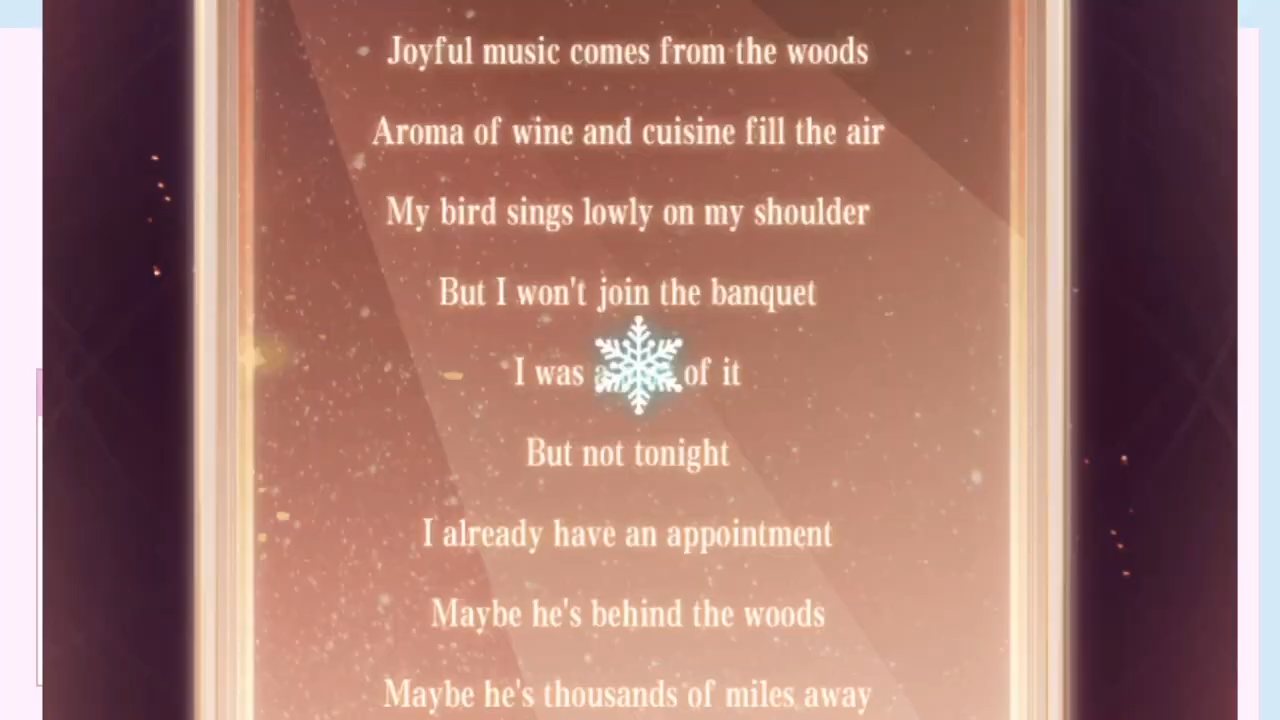 Joyful music comes from the woods
Aroma of wine and cuisine fill the air
My bird sings lowly on my shoulder
But I won't join the banquet
I was of it
But not tonight
I already have an appointment
Maybe he's behind the woods
Maybe he's thousands of miles away